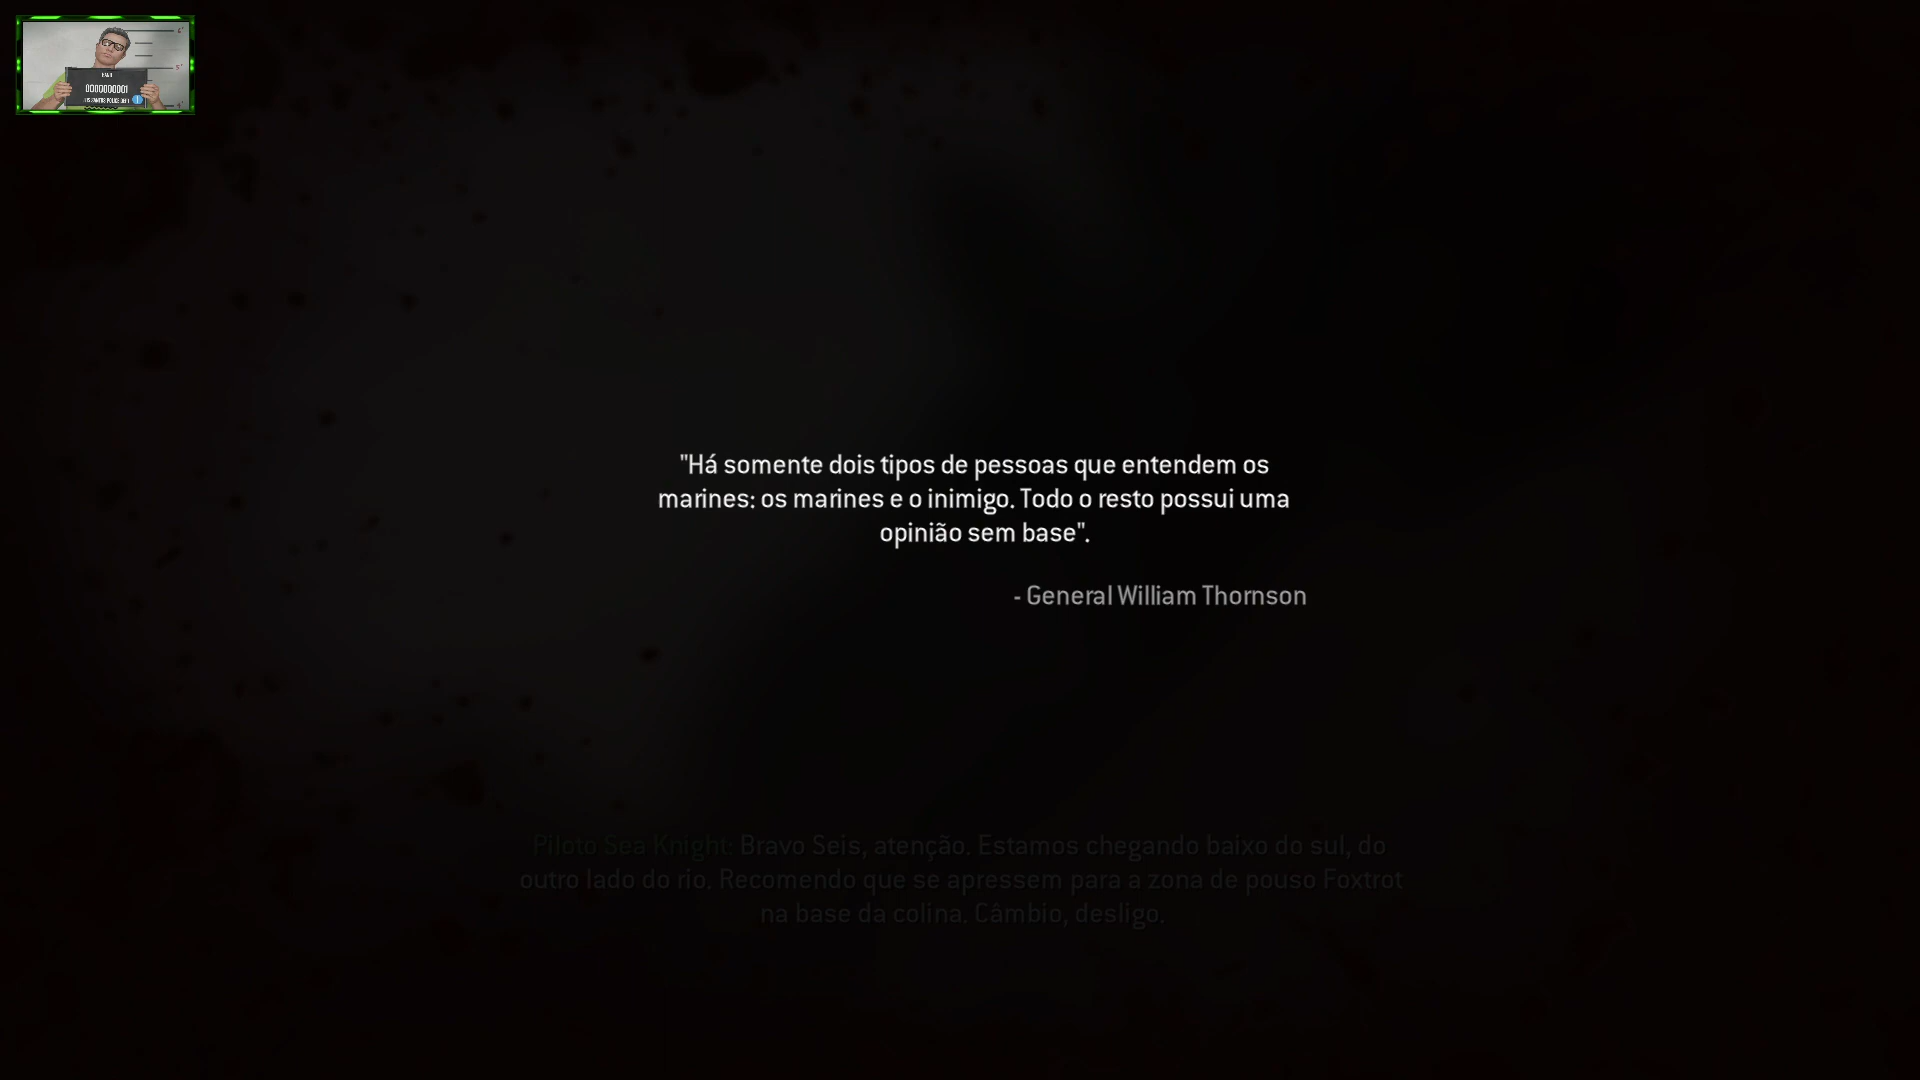 0000000001
"Há somente dois tipos de pessoas que entendem os
marines: os marines e o inimigo. Todo o resto possui uma
opinião sem base".
- General William Thornson
Piloto Sea Knight: Bravo Seis, atenção. Estamos chegando baixo do sul, do
outro lado do rio. Recomendo que se apressem para a zona de pouso Foxtrot
na base da colina. Câmbio, desligo.